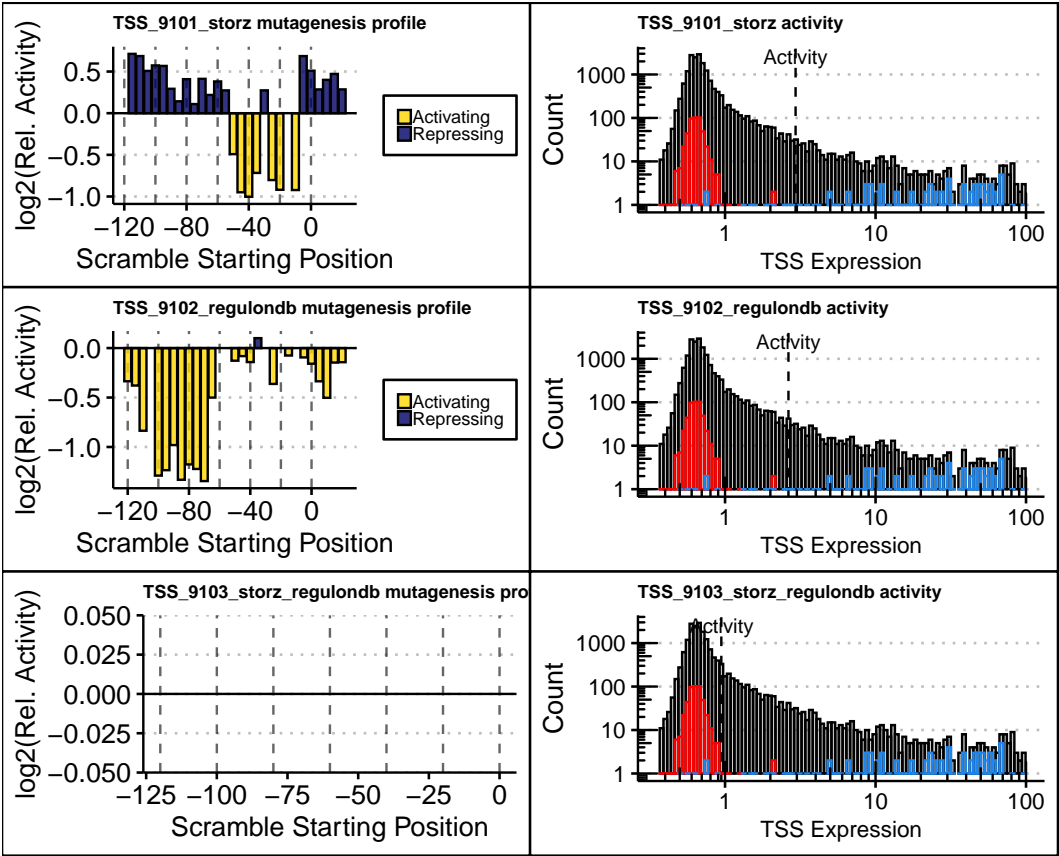 TSS_9101_storz mutagenesis profile
log2(Rel. Activity)
0.5
0.0
−0.5
−1.0
−120
−80
−40
0
Scramble Starting Position
Activating
Repressing
TSS_9101_storz activity
Activity
Count
1000
100
10
1
1
10
100
TSS Expression
TSS_9102_regulondb mutagenesis profile
log2(Rel. Activity)
0.0
−0.5
−1.0
−120
−80
−40
0
Scramble Starting Position
Activating
Repressing
TSS_9102_regulondb activity
Activity
Count
1000
100
10
1
1
10
100
TSS Expression
TSS_9103_storz_regulondb mutagenesis pro
log2(Rel. Activity)
0.050
0.025
0.000
−0.025
−0.050
−125
−100
−75
−50
−25
0
Scramble Starting Position
TSS_9103_storz_regulondb activity
Activity
Count
1000
100
10
1
1
10
100
TSS Expression